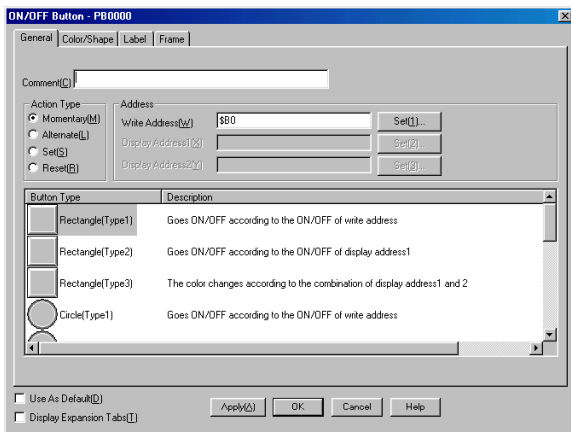 ON/OFF Button - PB0000
General Color/Shape Label Frame
Comment(C)
Action Type
Momentary(M)
Alternate(L)
Set(S)
Reset(R)
Address
Write Address(W) $B0 Set(1)...
Display Address1(X) Set(2)...
Display Address2(Y) Set(3)...
Button Type Description
Rectangle(Type1) Goes ON/OFF according to the ON/OFF of write address
Rectangle(Type2) Goes ON/OFF according to the ON/OFF of display address1
Rectangle(Type3) The color changes according to the combination of display address1 and 2
Circle(Type1) Goes ON/OFF according to the ON/OFF of write address
Use As Default(D)
Display Expansion Tabs(T)
Apply(A) OK Cancel Help